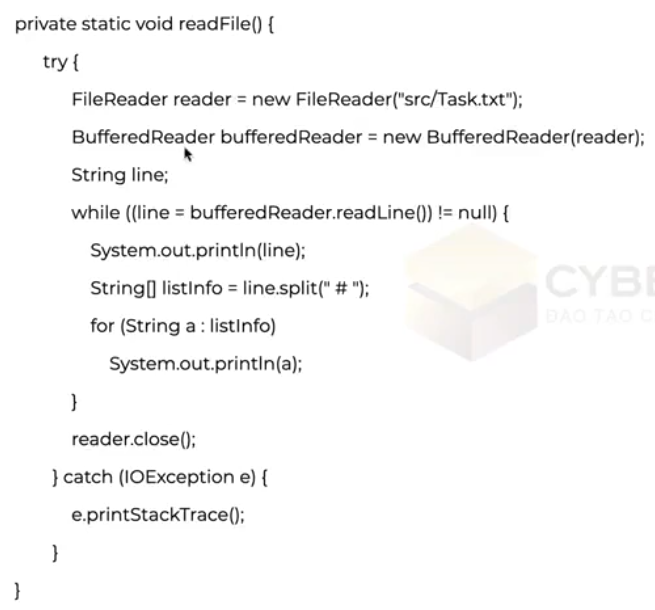 private static void readFile() {
try {
FileReader reader = new FileReader("src/Task.txt");
BufferedReader bufferedReader = new BufferedReader(reader);
String line;
while ((line = bufferedReader.readLine()) != null) {
System.out.println(line);
String[] listInfo = line.split(" # ");
for (String a : listInfo)
System.out.println(a);
}
reader.close();
} catch (IOException e) {
e.printStackTrace();
}
}
CYBE
ĐÀO TẠO C